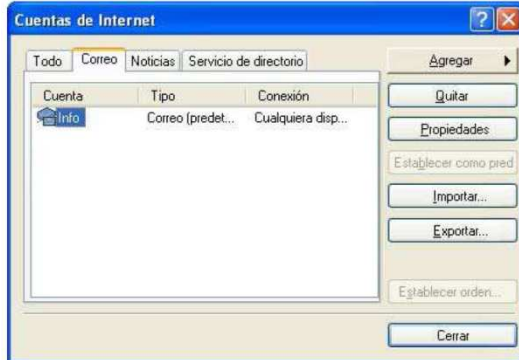 Cuentas de Internet
Todo Correo Noticias Servicio de directorio
Cuenta Tipo Conexión
Info Correo (predet... Cualquiera disp...
Agregar
Quitar
Propiedades
Establecer como pred
Importar...
Exportar...
Establecer orden...
Cerrar